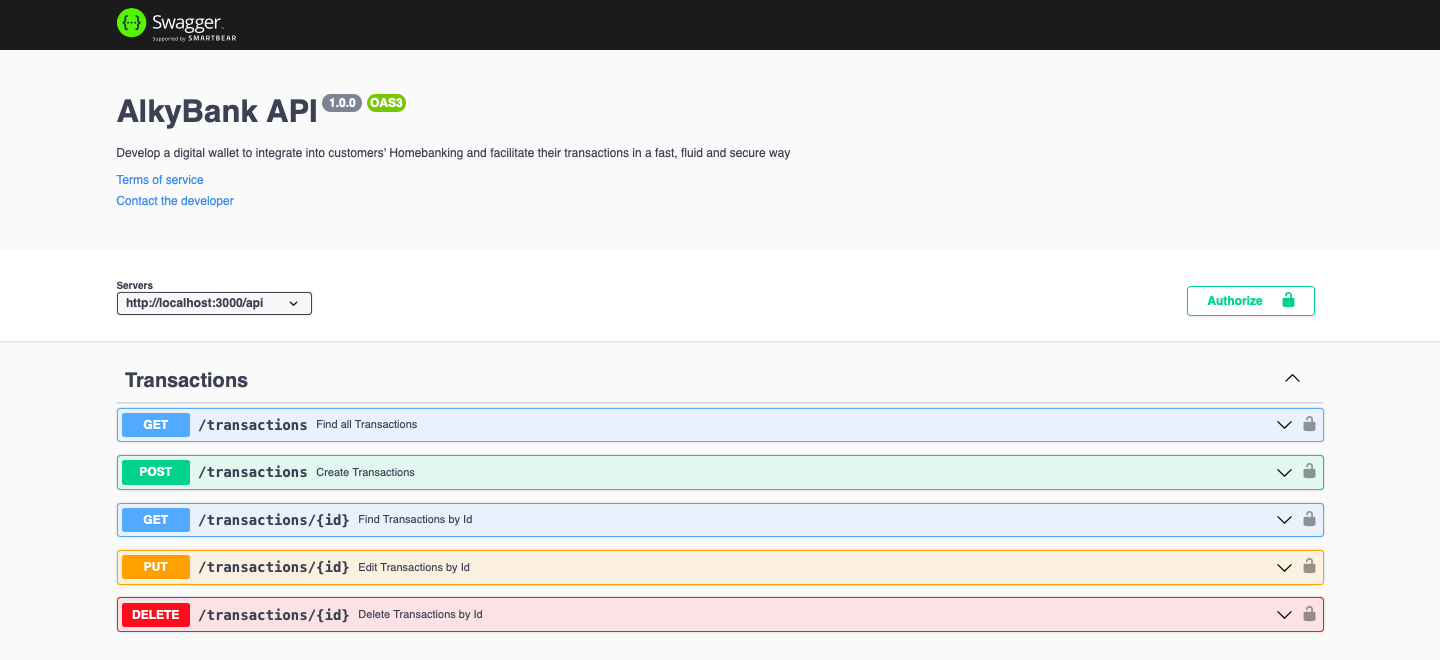 Swagger.
Supported by SMARTBEAR
AlkyBank API 1.0.0 OAS3
Develop a digital wallet to integrate into customers' Homebanking and facilitate their transactions in a fast, fluid and secure way
Terms of service
Contact the developer
Servers
http://localhost:3000/api
Authorize
Transactions
GET /transactions Find all Transactions
POST /transactions Create Transactions
GET /transactions/{id} Find Transactions by Id
PUT /transactions/{id} Edit Transactions by Id
DELETE /transactions/{id} Delete Transactions by Id